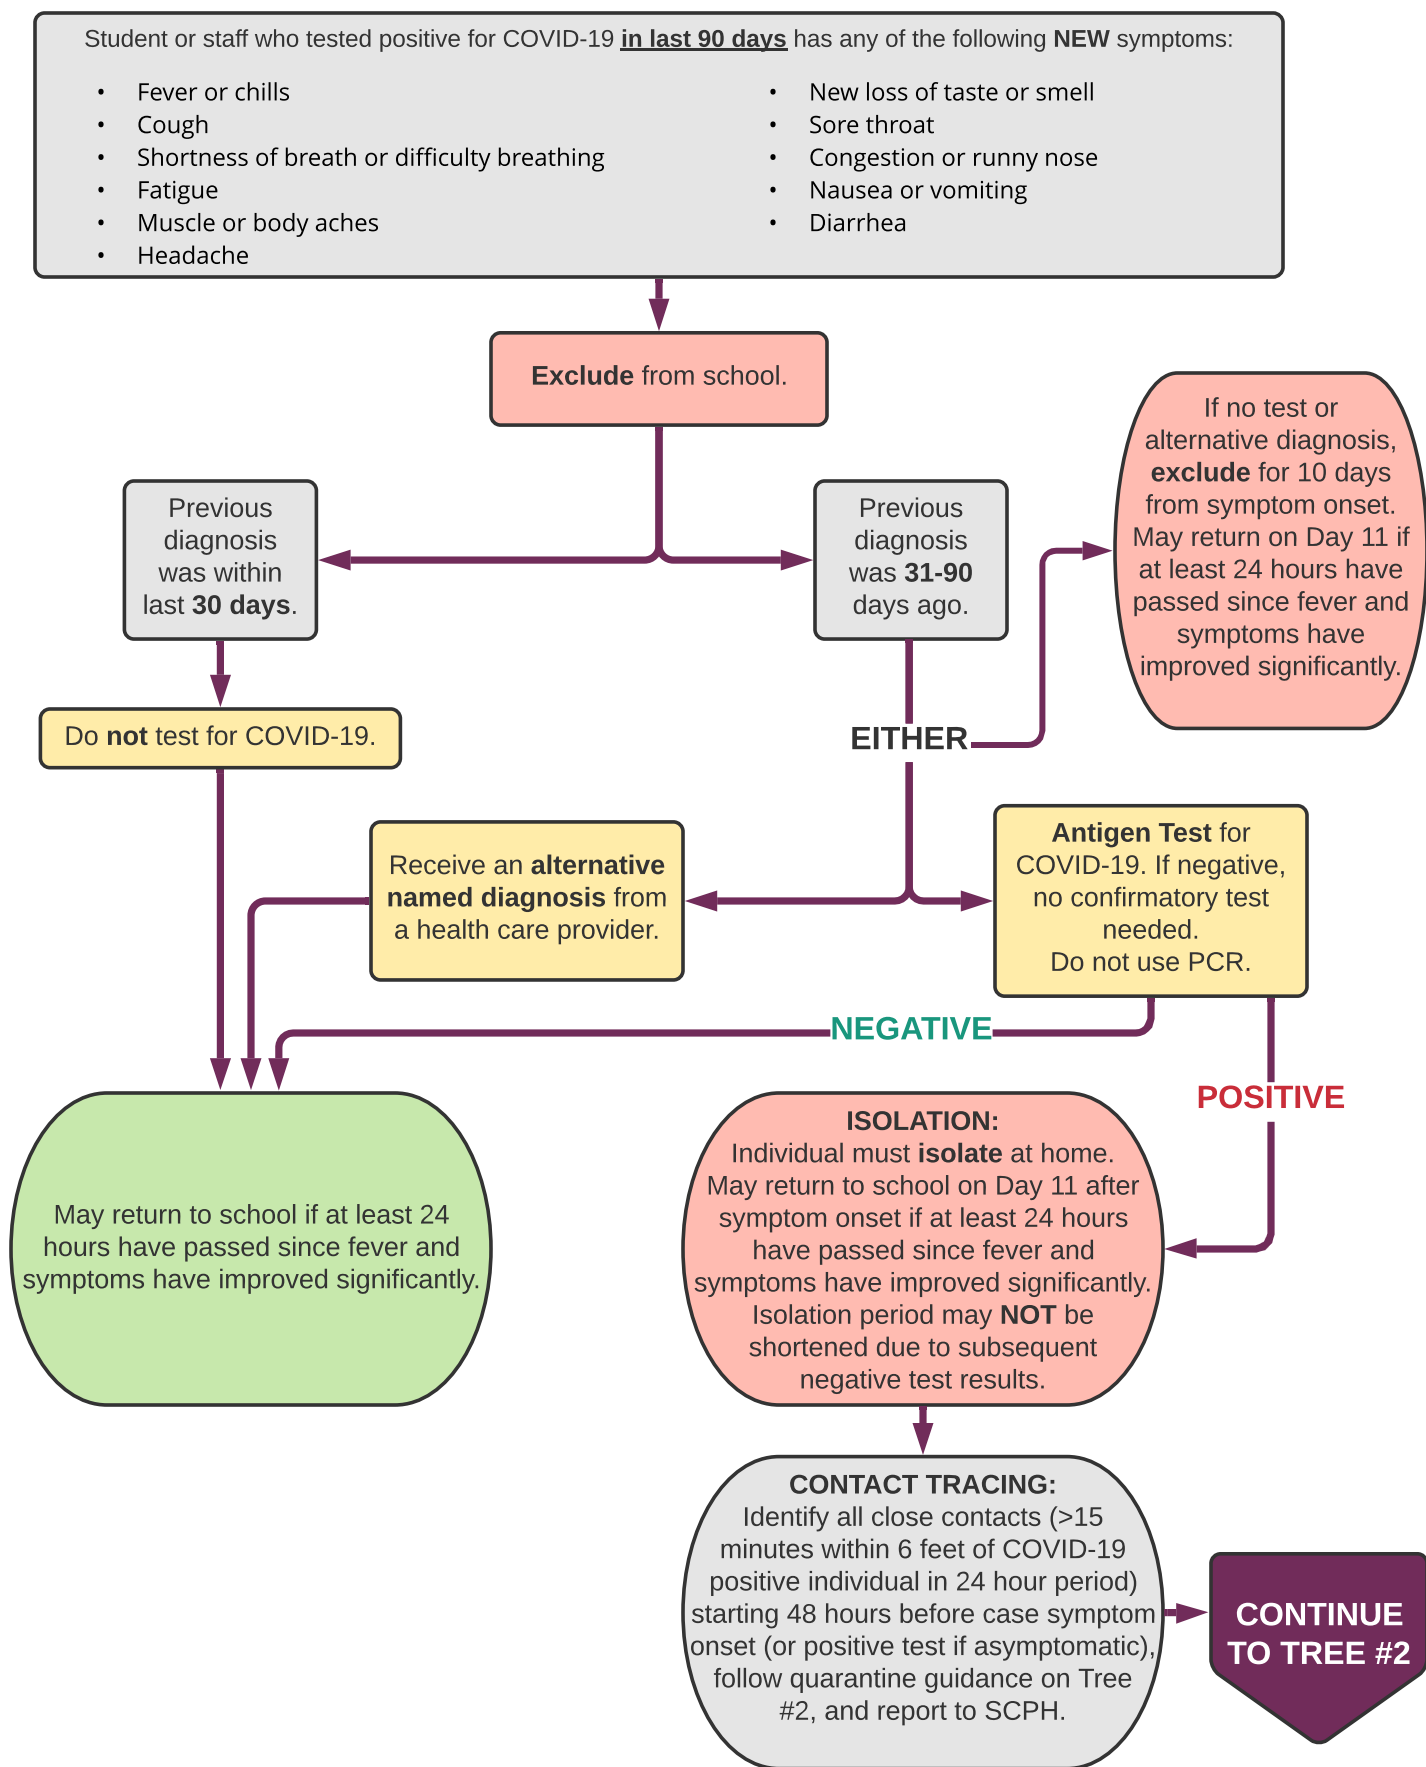 Student or staff who tested positive for COVID-19 in last 90 days has any of the following NEW symptoms:
• Fever or chills
• Cough
• Shortness of breath or difficulty breathing
• Fatigue
• Muscle or body aches
• Headache
• New loss of taste or smell
• Sore throat
• Congestion or runny nose
• Nausea or vomiting
• Diarrhea
Exclude from school.
Previous
diagnosis
was within
last 30 days.
Previous
diagnosis
was 31-90
days ago.
If no test or
alternative diagnosis,
exclude for 10 days
from symptom onset.
May return on Day 11 if
at least 24 hours have
passed since fever and
symptoms have
improved significantly.
Do not test for COVID-19.
EITHER
Receive an alternative
named diagnosis from
a health care provider.
Antigen Test for
COVID-19. If negative,
no confirmatory test
needed.
Do not use PCR.
NEGATIVE
POSITIVE
May return to school if at least 24
hours have passed since fever and
symptoms have improved significantly.
ISOLATION:
Individual must isolate at home.
May return to school on Day 11 after
symptom onset if at least 24 hours
have passed since fever and
symptoms have improved significantly.
Isolation period may NOT be
shortened due to subsequent
negative test results.
CONTACT TRACING:
Identify all close contacts (>15
minutes within 6 feet of COVID-19
positive individual in 24 hour period)
starting 48 hours before case symptom
onset (or positive test if asymptomatic),
follow quarantine guidance on Tree
#2, and report to SCPH.
CONTINUE
TO TREE #2